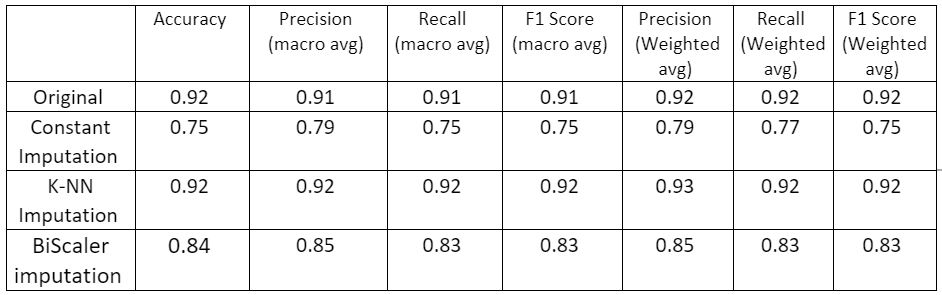 Accuracy Precision (macro avg) Recall (macro avg) F1 Score (macro avg) Precision (Weighted avg) Recall (Weighted avg) F1 Score (Weighted avg)
Original 0.92 0.91 0.91 0.91 0.92 0.92 0.92
Constant Imputation 0.75 0.79 0.75 0.75 0.79 0.77 0.75
K-NN Imputation 0.92 0.92 0.92 0.92 0.93 0.92 0.92
BiScaler imputation 0.84 0.85 0.83 0.83 0.85 0.83 0.83